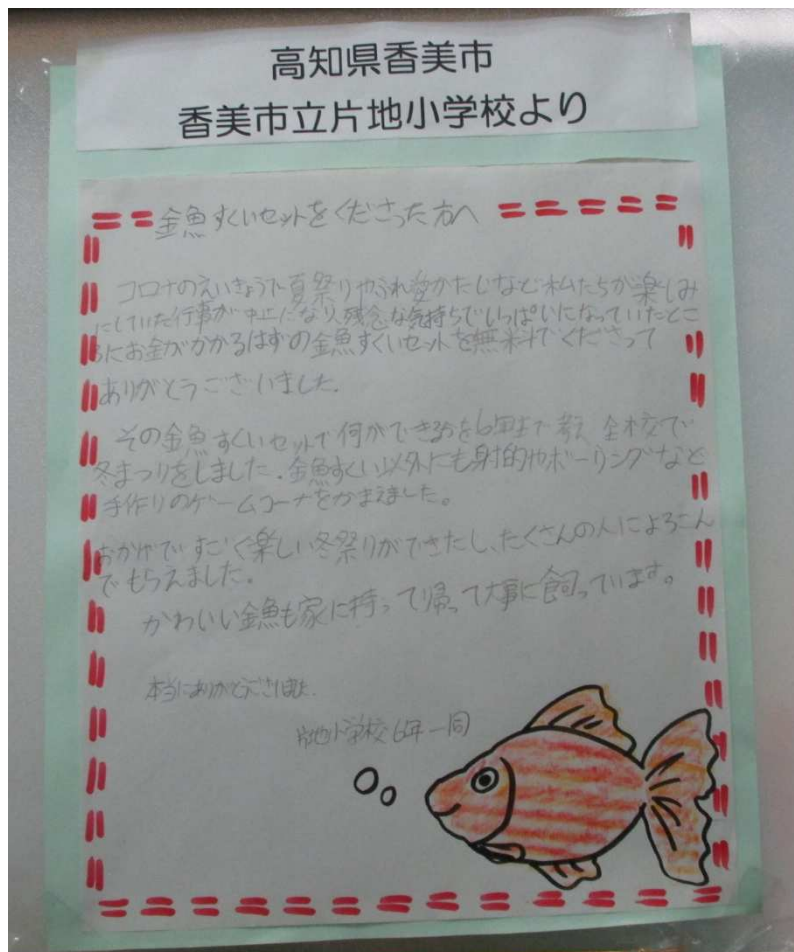 高知県香美市
香美市立片地小学校より
金魚すくいセットをくださった方へ
コロナのえいきょうで夏祭りやふれ愛かたじなど私たちが楽しみ
にしていた行事が中止になり、残念な気持ちでいっぱいになっていたとこ
ろにお金がかかるはずの金魚すくいセットを無料でくださって
ありがとうございました.
その金魚すくいセットで何ができるかを6年生で考え 全校で
冬まつりをしました.金魚すくい以外にも射的やボーリングなど
手作りのゲームコーナをかまえました。
おかげですごく楽しい冬祭りができたし、たくさんの人によろこん
でもらえました.
かわいい金魚も家に持って帰って大事に飼っています。
本当にありがとうございました.
片地小学校6年一同